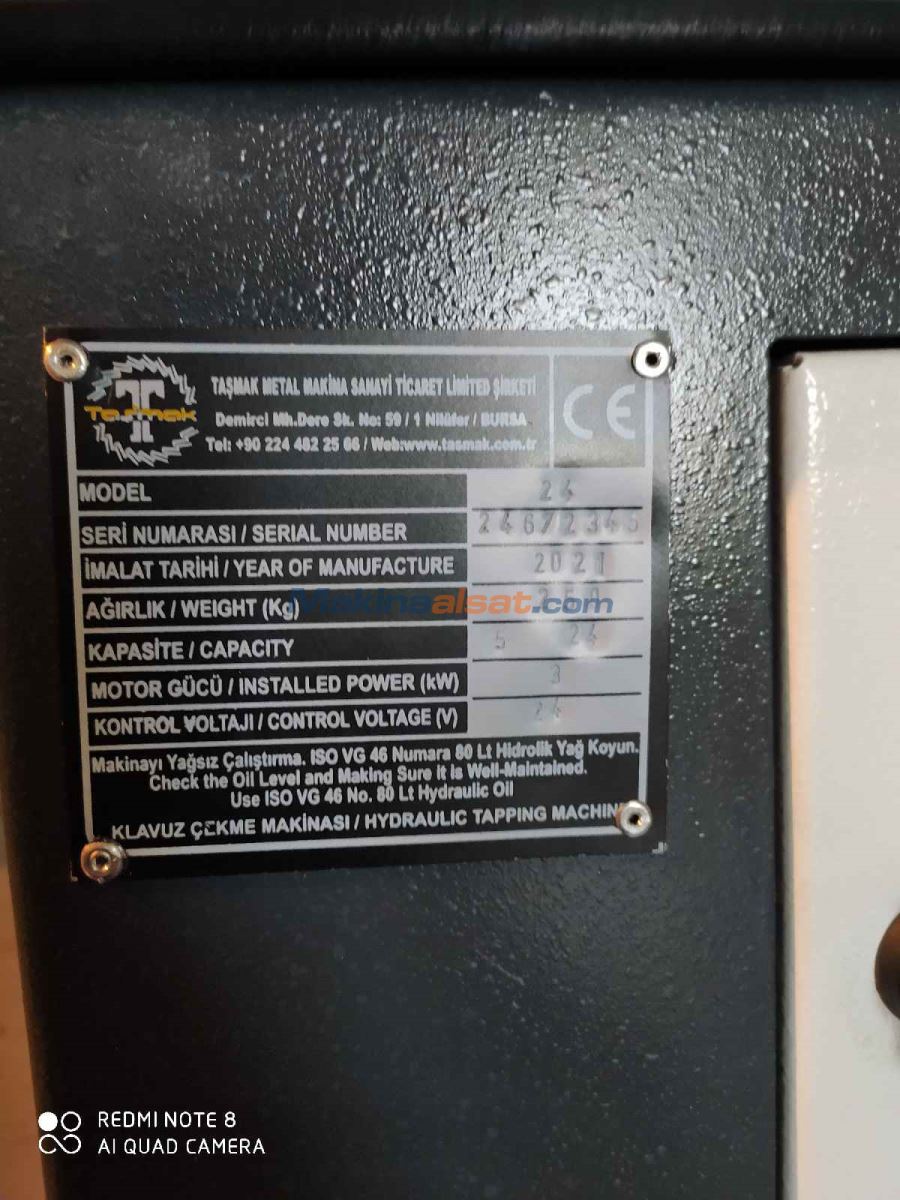 Tasmak
TAŞMAK METAL MAKİNA SANAYİ TİCARET LİMİTED ŞİRKETİ
Demirci Mh.Dere Sk. No: 59 / 1 Nilüfer / BURSA
Tel: +90 224 482 25 66 / Web:www.tasmak.com.tr
CE
MODEL 24
SERİ NUMARASI / SERIAL NUMBER 246/2345
İMALAT TARİHİ / YEAR OF MANUFACTURE 2021
AĞIRLIK / WEIGHT (Kg)
Makinaalsat.com
KAPASİTE / CAPACITY 5 24
MOTOR GÜCÜ / INSTALLED POWER (kW) 3
KONTROL VOLTAJI / CONTROL VOLTAGE (V) 24
Makinayı Yağsız Çalıştırma. ISO VG 46 Numara 80 Lt Hidrolik Yağ Koyun.
Check the Oil Level and Making Sure it is Well-Maintained.
Use ISO VG 46 No. 80 Lt Hydraulic Oil
KLAVUZ ÇEKME MAKİNASI / HYDRAULIC TAPPING MACHINE
REDMI NOTE 8
AI QUAD CAMERA